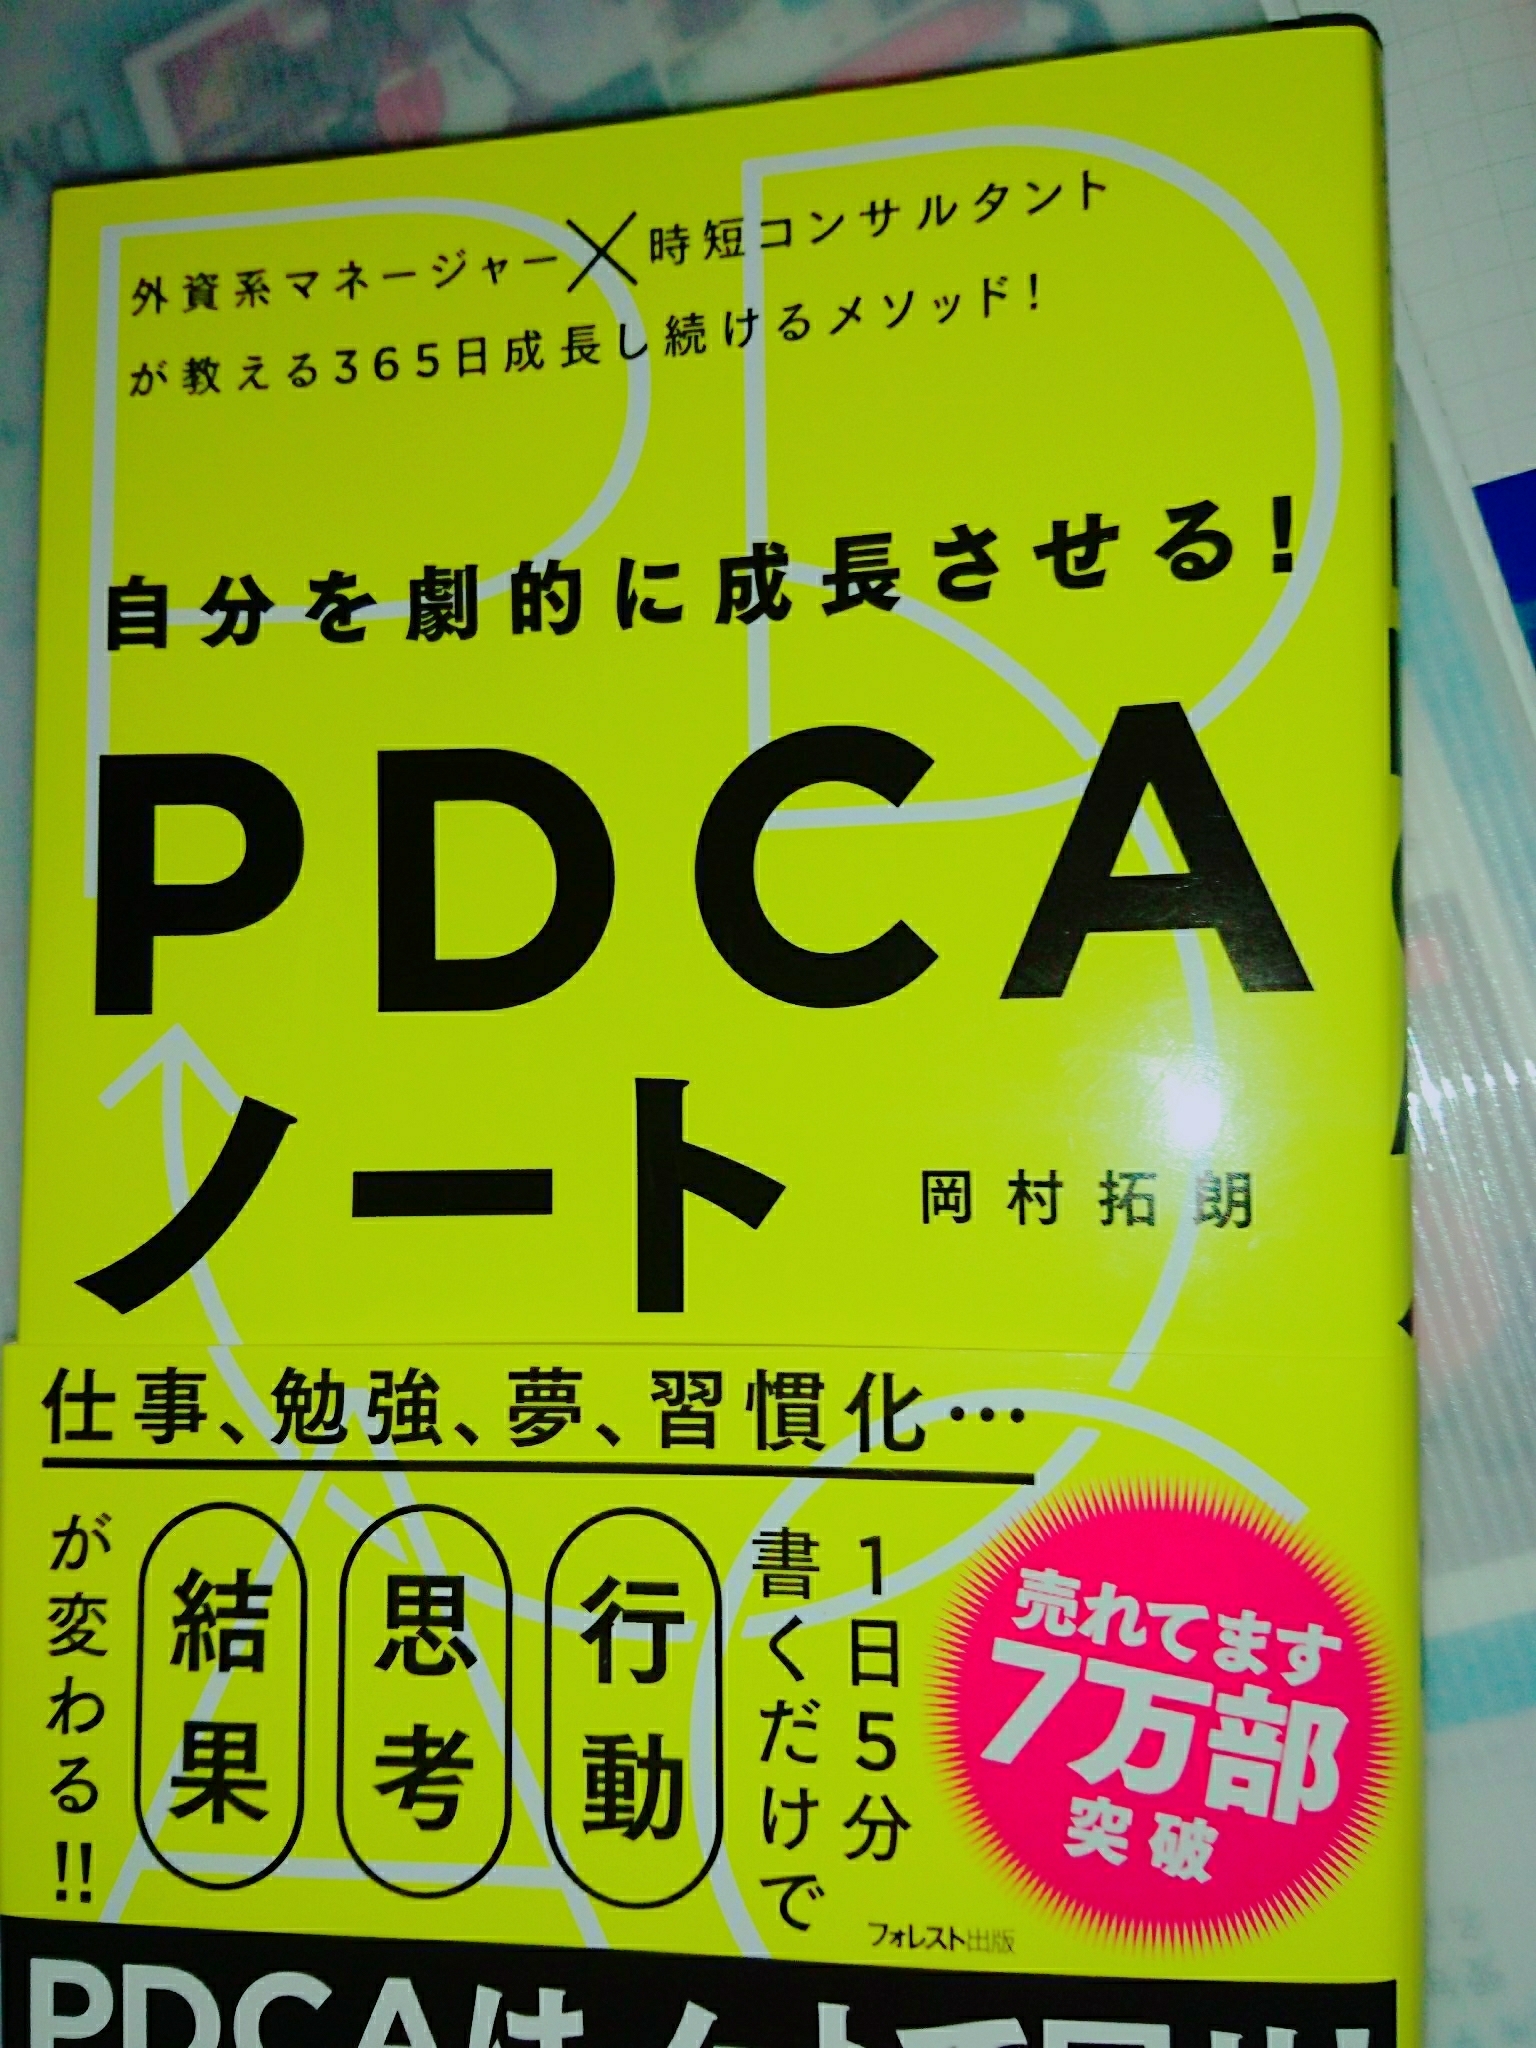 外資系マネージャー×時短コンサルタント
が教える365日成長し続けるメソッド!
自分を劇的に成長させる!
PDCA
ノート
岡村拓朗
仕事、勉強、夢、習慣化…
1日5分
書くだけで
行動
思考
結果
が変わる!!
売れてます
7万部
突破
フォレスト出版
PDCAは